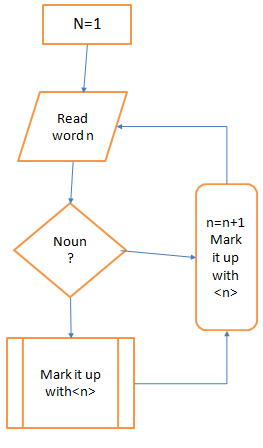 N=1
Read
word n
Noun
?
n=n+1
Mark
it up
with
<n>
Mark it up
with<n>